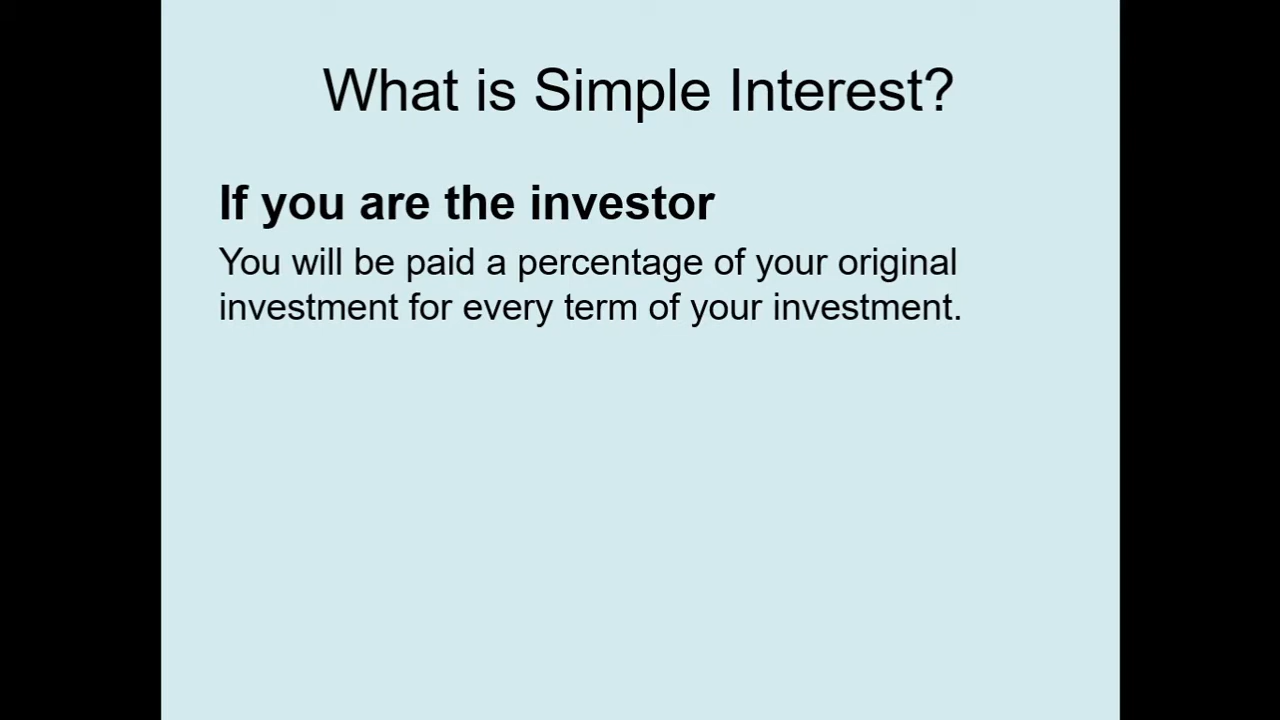 What is Simple Interest?
If you are the investor
You will be paid a percentage of your original
investment for every term of your investment.